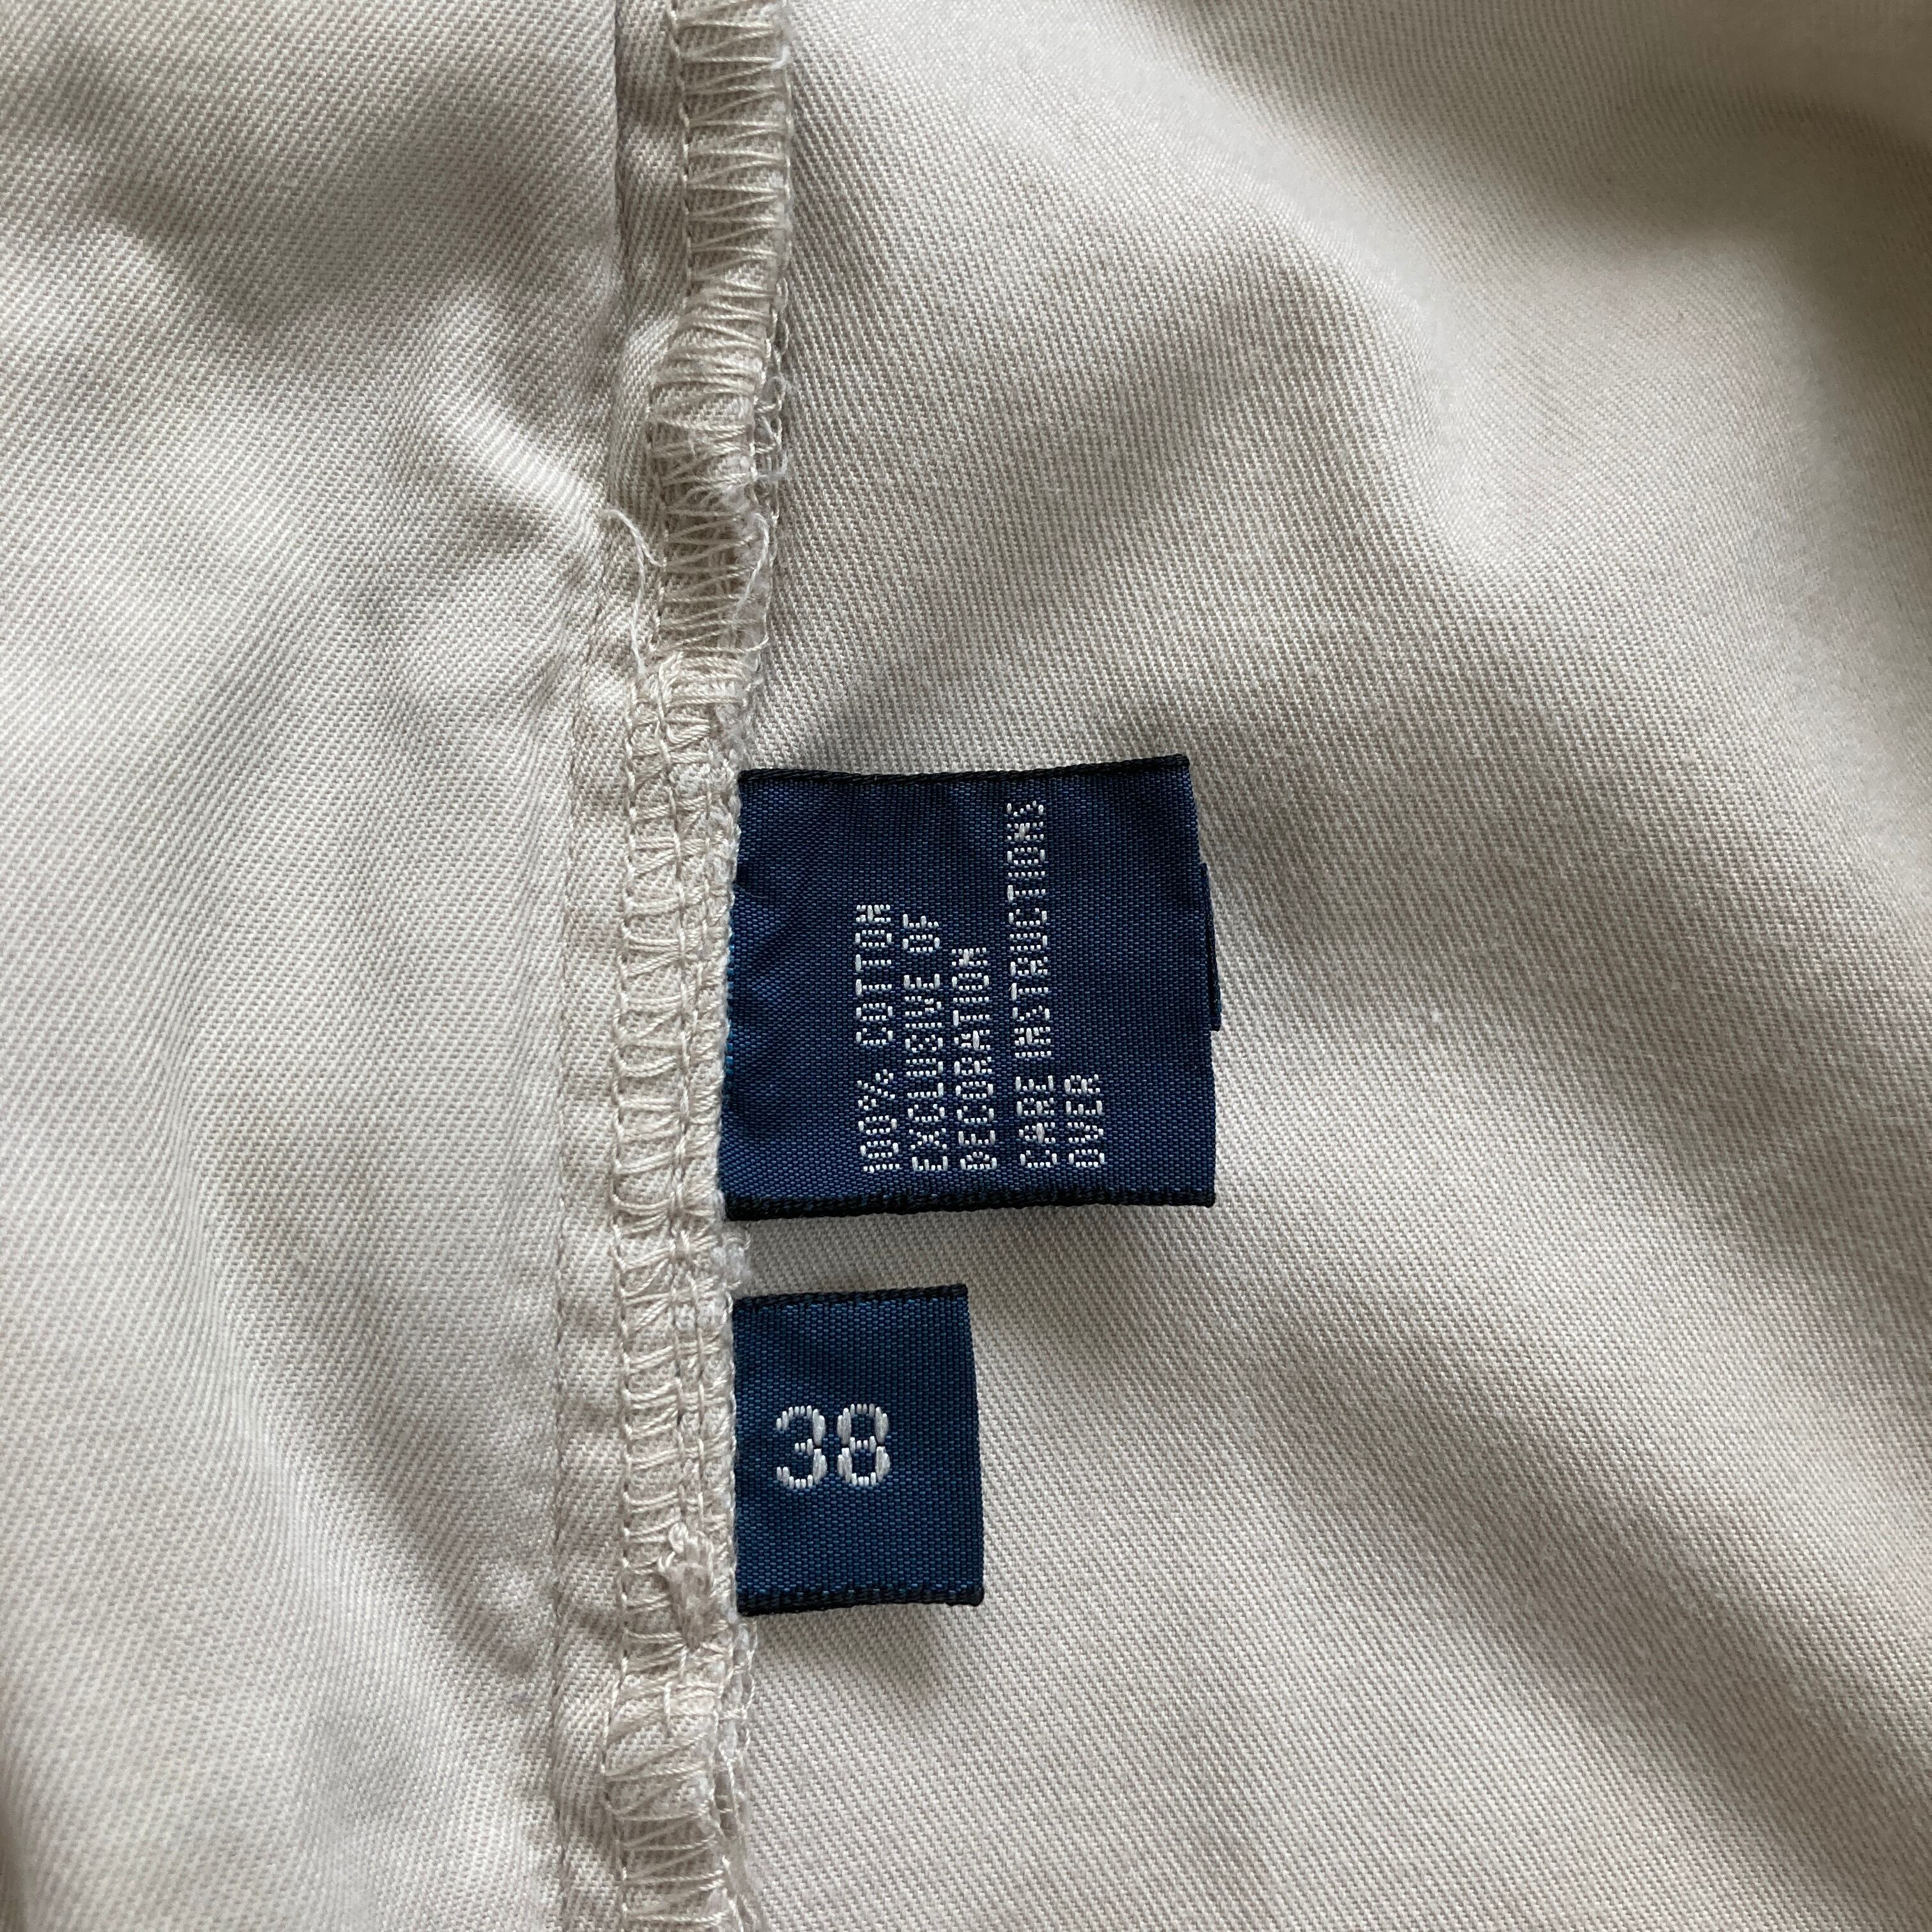 100% COTTON
EXCLUSIVE OF
DECORATION
CARE INSTRUCTIONS
OVER
38